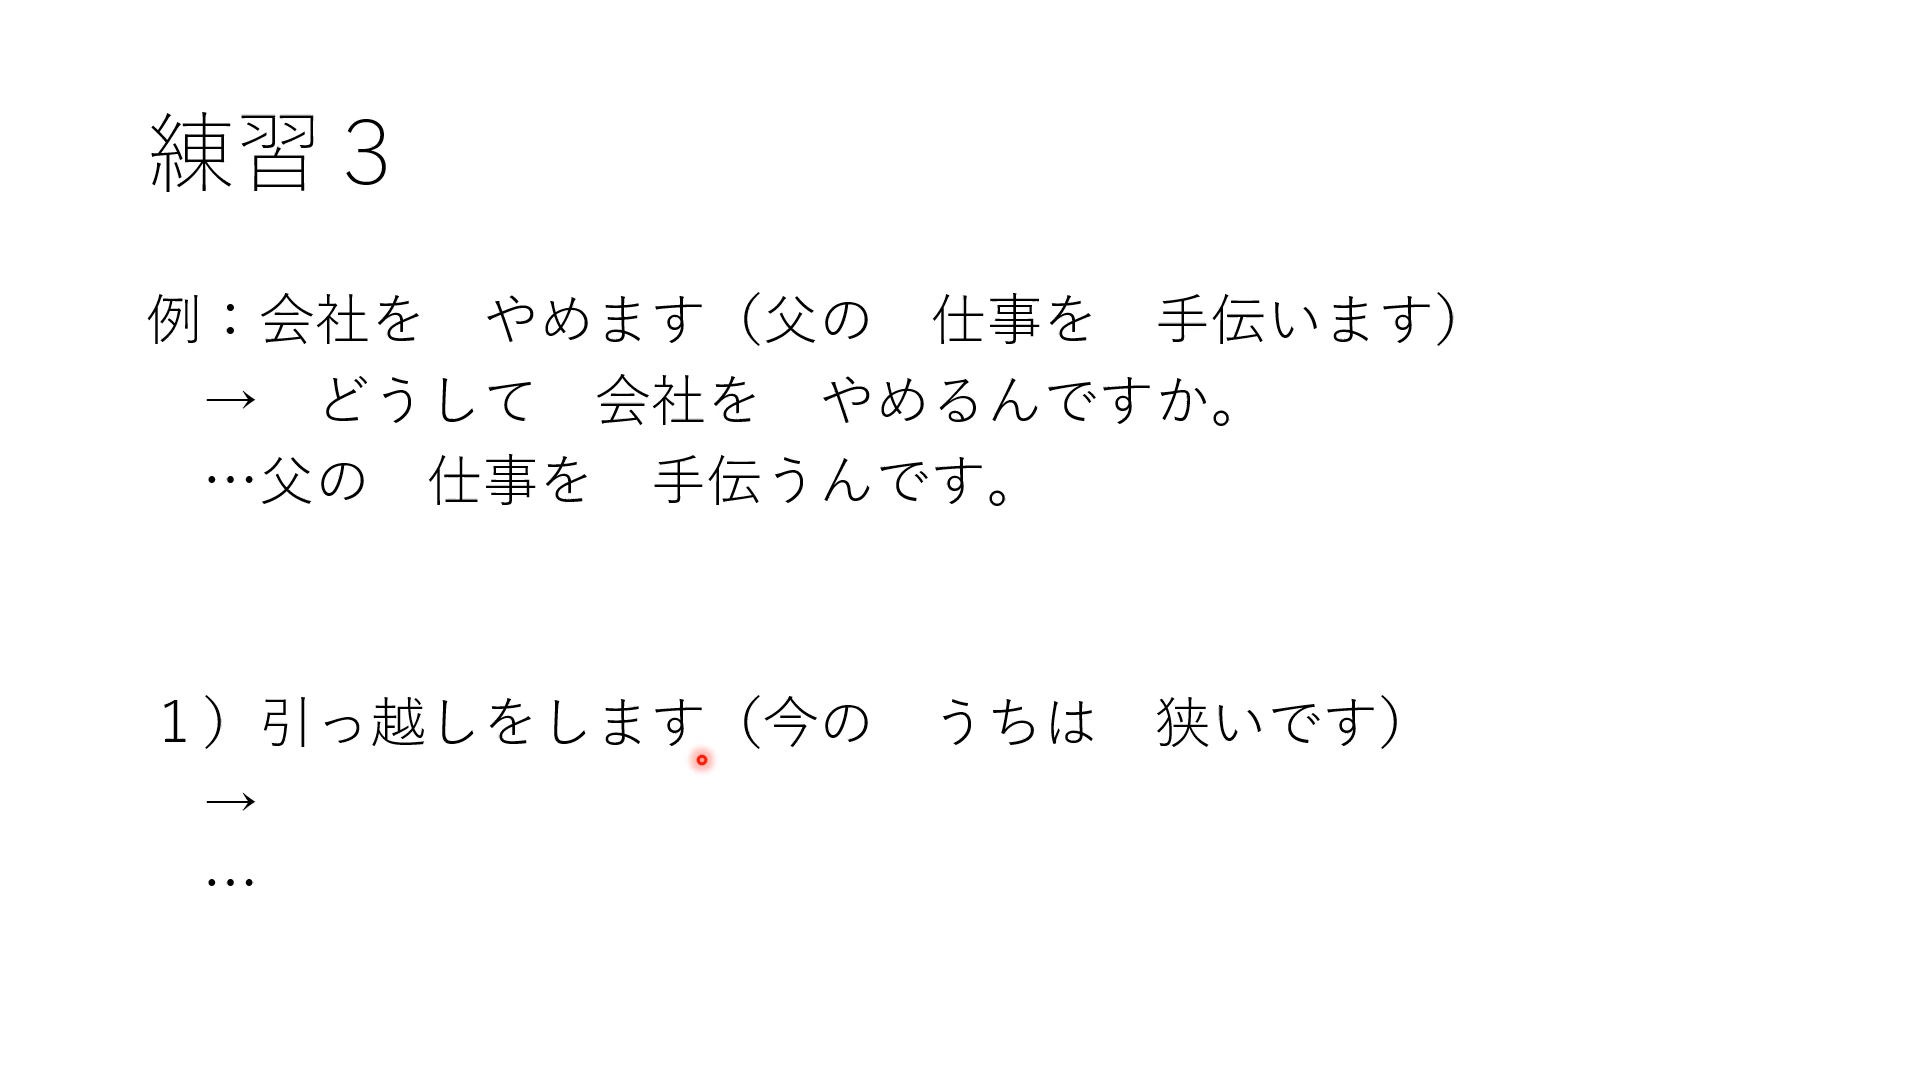 練習３
例：会社を　やめます（父の　仕事を　手伝います）
→　どうして　会社を　やめるんですか。
…父の　仕事を　手伝うんです。
１）引っ越しをします（今の　うちは　狭いです）
→
…